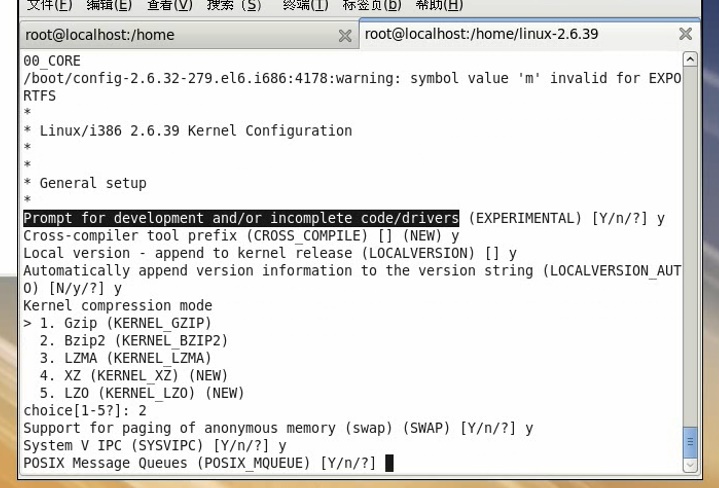 文件(F) 编辑(E) 查看(V) 搜索 (S) 终端(T) 标签页(b) 帮助(H)
root@localhost:/home
root@localhost:/home/linux-2.6.39
00_CORE
/boot/config-2.6.32-279.el6.i686:4178:warning: symbol value 'm' invalid for EXPO
RTFS
*
* Linux/i386 2.6.39 Kernel Configuration
*
*
* General setup
*
Prompt for development and/or incomplete code/drivers (EXPERIMENTAL) [Y/n/?] y
Cross-compiler tool prefix (CROSS_COMPILE) [] (NEW) y
Local version - append to kernel release (LOCALVERSION) [] y
Automatically append version information to the version string (LOCALVERSION_AUT
O) [N/y/?] y
Kernel compression mode
> 1. Gzip (KERNEL_GZIP)
2. Bzip2 (KERNEL_BZIP2)
3. LZMA (KERNEL_LZMA)
4. XZ (KERNEL_XZ) (NEW)
5. LZO (KERNEL_LZO) (NEW)
choice[1-5?]: 2
Support for paging of anonymous memory (swap) (SWAP) [Y/n/?] y
System V IPC (SYSVIPC) [Y/n/?] y
POSIX Message Queues (POSIX_MQUEUE) [Y/n/?]